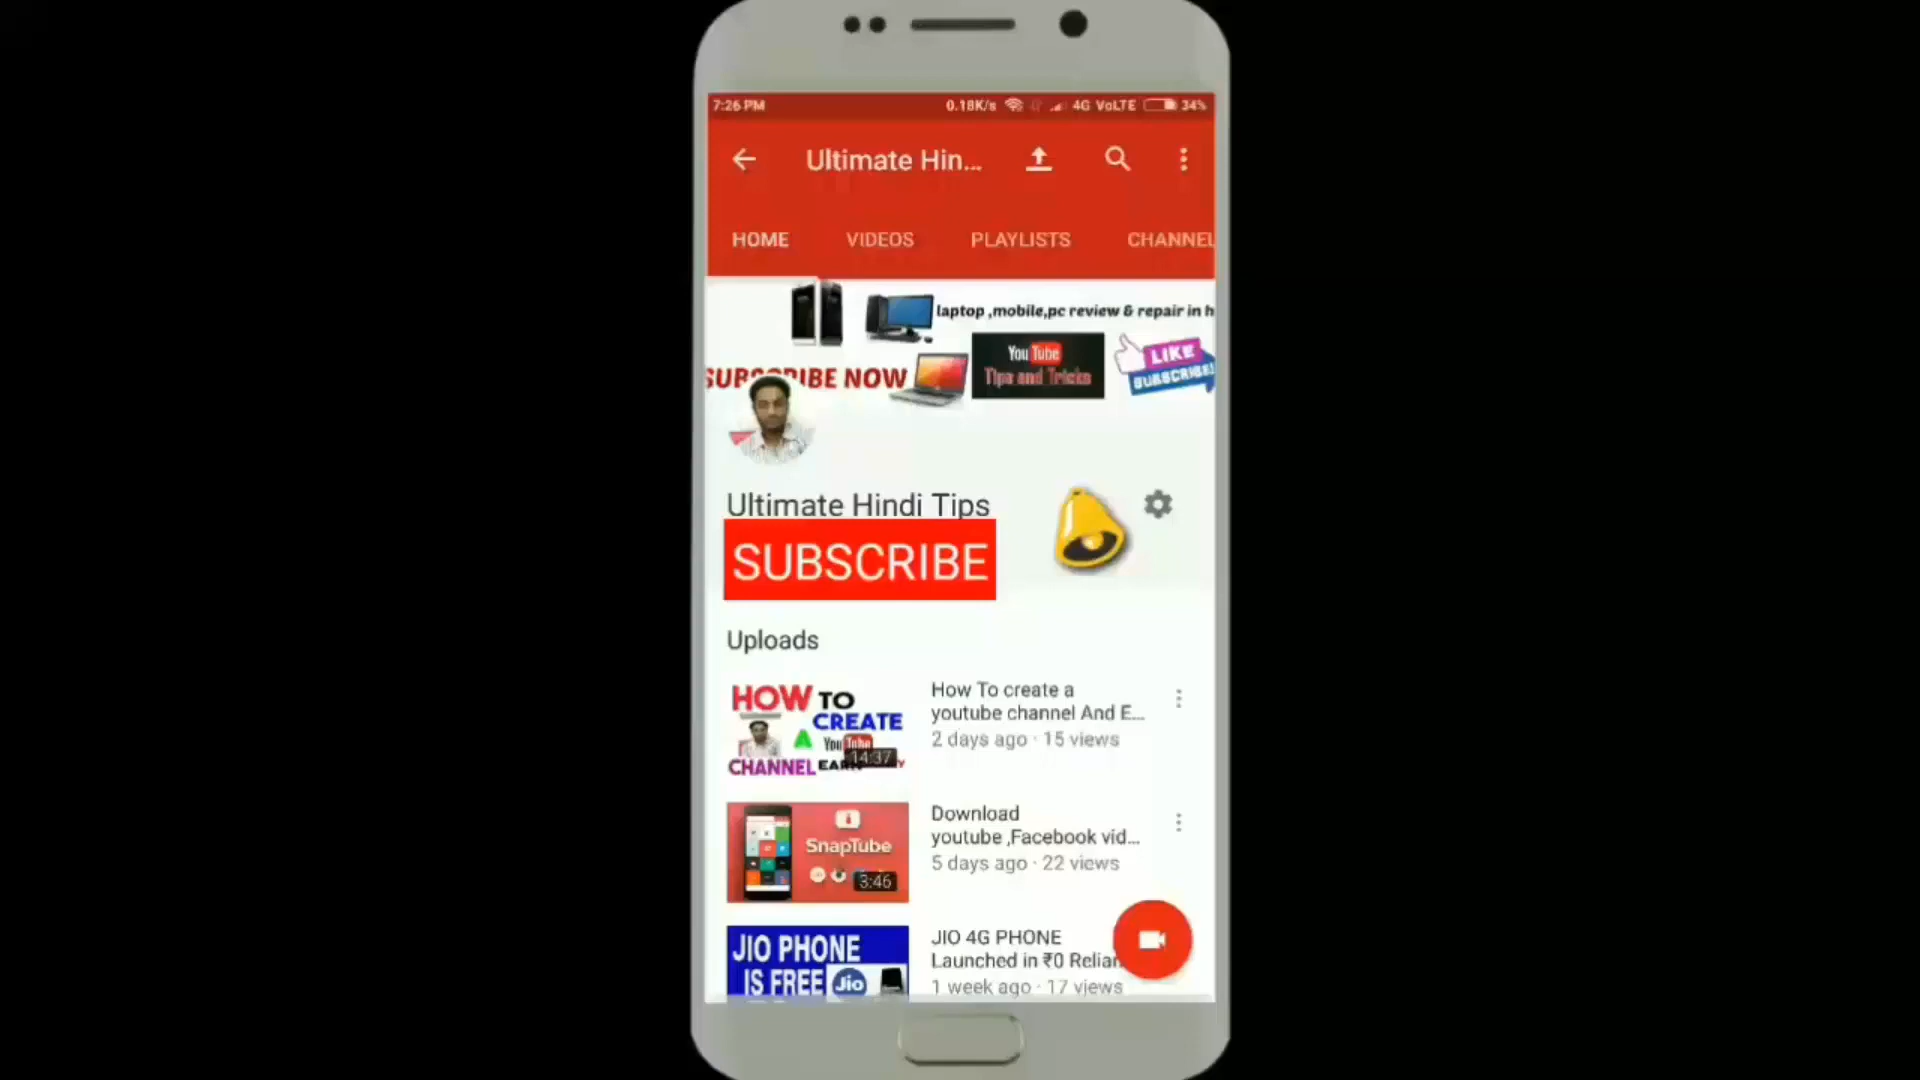 7:26 PM 0.18K/s 4G VoLTE 34%
Ultimate Hin...
HOME VIDEOS PLAYLISTS CHANNEL
laptop ,mobile,pc review & repair in h
SUBSCRIBE NOW
You Tube
Tips and Tricks
LIKE
SUBSCRIBE!
Ultimate Hindi Tips
SUBSCRIBE
Uploads
HOW TO
CREATE
A You Tube
14:37
CHANNEL
How To create a
youtube channel And E...
2 days ago · 15 views
SnapTube
3:46
Download
youtube ,Facebook vid...
5 days ago · 22 views
JIO PHONE
IS FREE Jio
JIO 4G PHONE
Launched in ₹0 Relian
1 week ago · 17 views